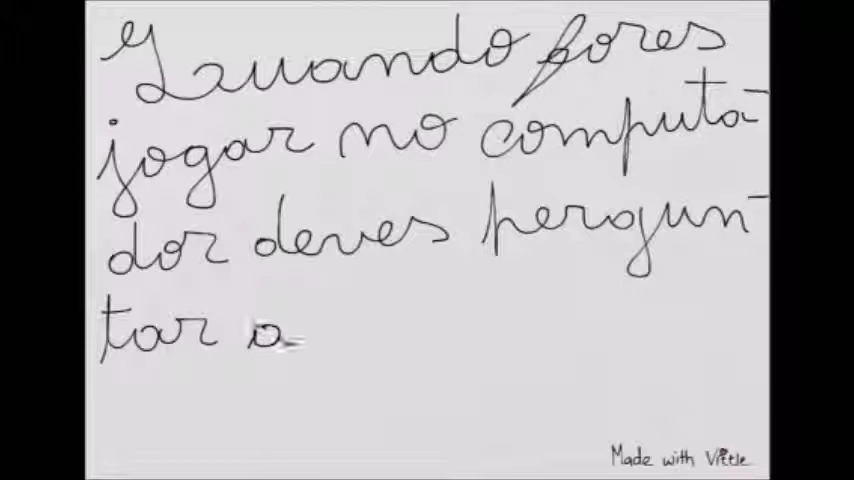 Quando fores
jogar no computa-
dor deves pergun-
tar a
Made with Vittle